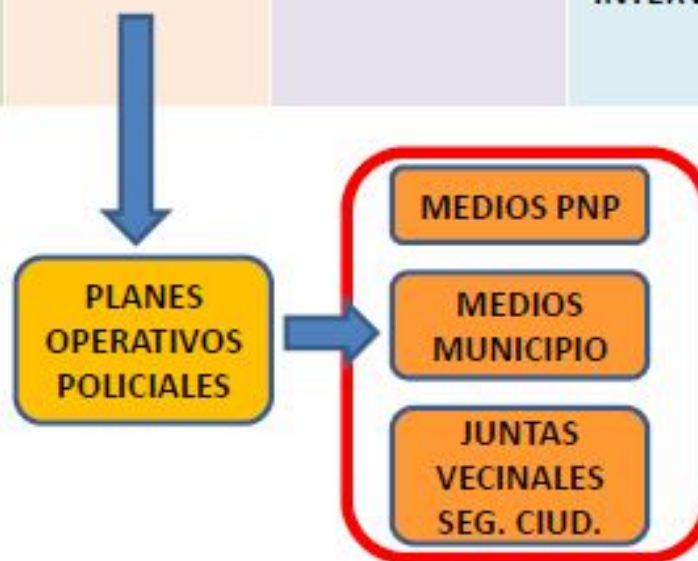 MEDIOS PNP
PLANES
OPERATIVOS
POLICIALES
MEDIOS
MUNICIPIO
JUNTAS
VECINALES
SEG. CIUD.